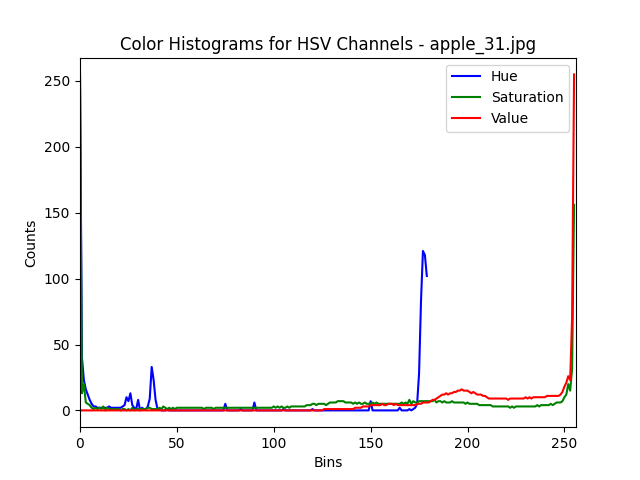 Color Histograms for HSV Channels - apple_31.jpg
Hue
Saturation
Value
Counts
250
200
150
100
50
0
0 50 100 150 200 250
Bins